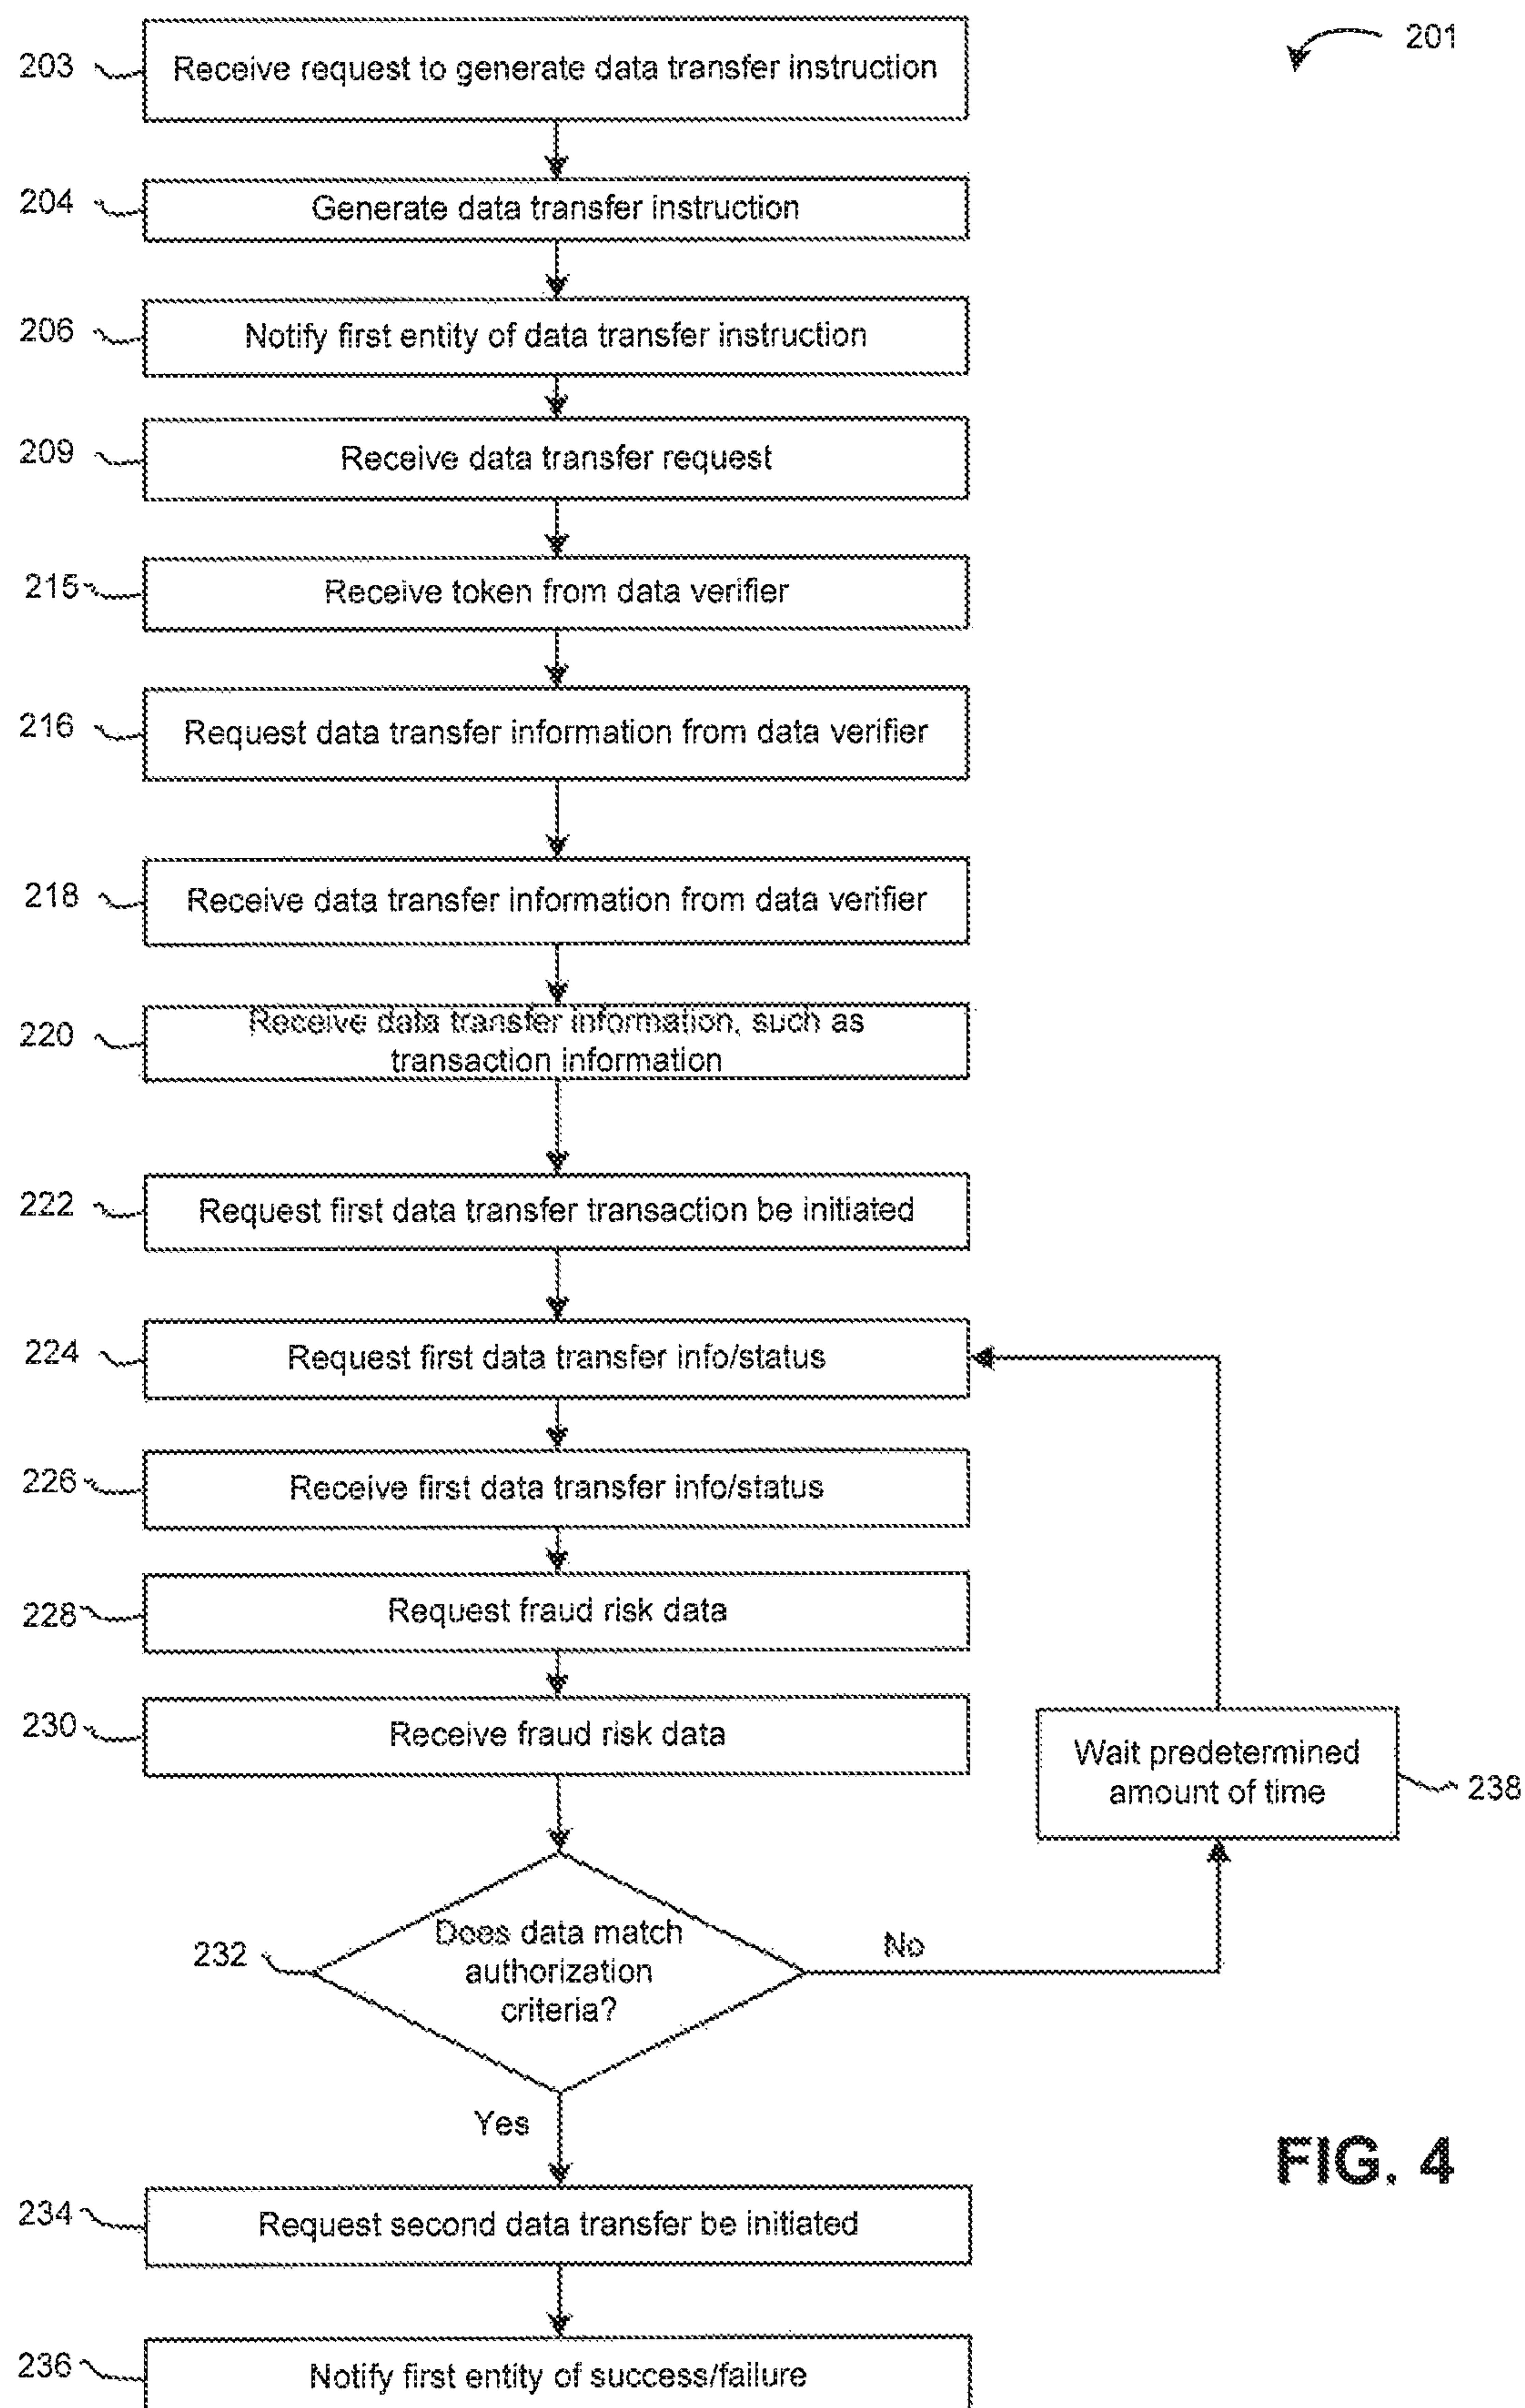 201
203
Receive request to generate data transfer instruction
204
Generate data transfer instruction
206
Notify first entity of data transfer instruction
209
Receive data transfer request
215
Receive token from data verifier
216
Request data transfer information from data verifier
218
Receive data transfer information from data verifier
220
Receive data transfer information, such as
transaction information
222
Request first data transfer transaction be initiated
224
Request first data transfer info/status
226
Receive first data transfer info/status
228
Request fraud risk data
230
Receive fraud risk data
Wait predetermined
amount of time
238
232
Does data match
authorization
criteria?
No
Yes
FIG. 4
234
Request second data transfer be initiated
236
Notify first entity of success/failure